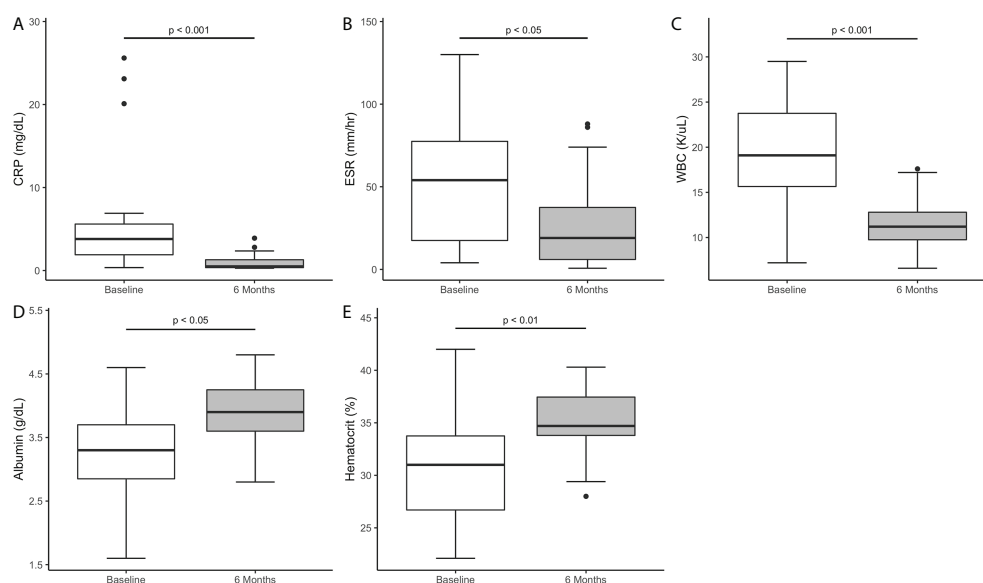 A
p < 0.001
CRP (mg/dL)
30
20
10
0
Baseline
6 Months
B
p < 0.05
ESR (mm/hr)
150
100
50
0
Baseline
6 Months
C
p < 0.001
WBC (K/uL)
30
25
20
15
10
Baseline
6 Months
D
p < 0.05
Albumin (g/dL)
5.5
4.5
3.5
2.5
1.5
Baseline
6 Months
E
p < 0.01
Hematocrit (%)
45
40
35
30
25
Baseline
6 Months